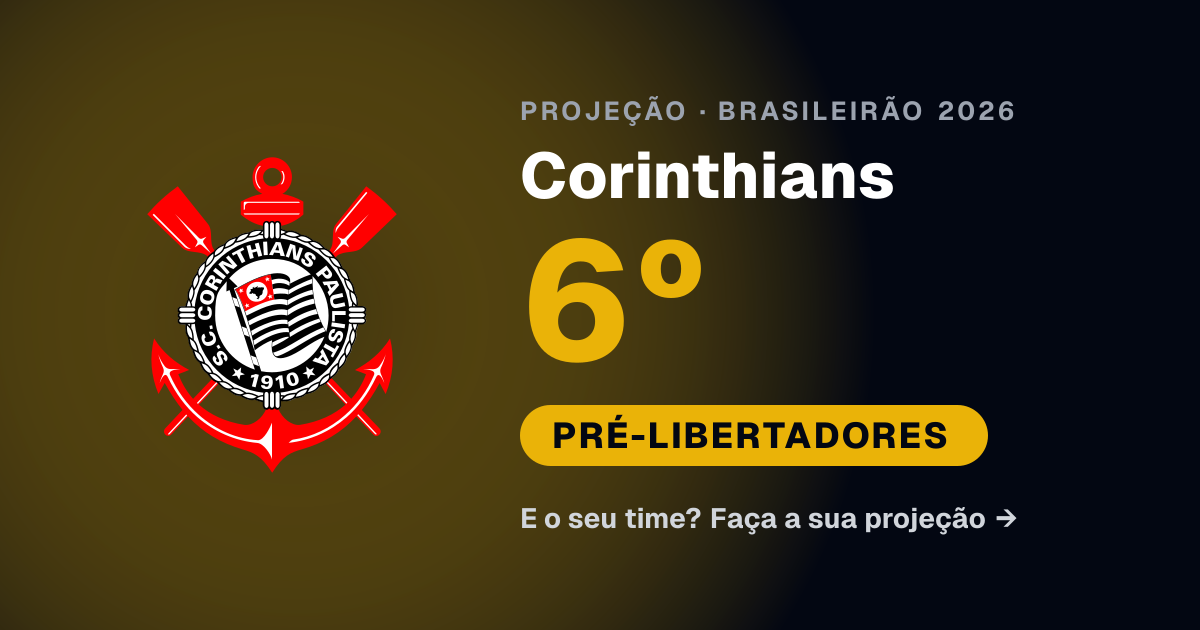 S.C. CORINTHIANS PAULISTA
1910
PROJEÇÃO · BRASILEIRÃO 2026
Corinthians
6º
PRÉ-LIBERTADORES
E o seu time? Faça a sua projeção →